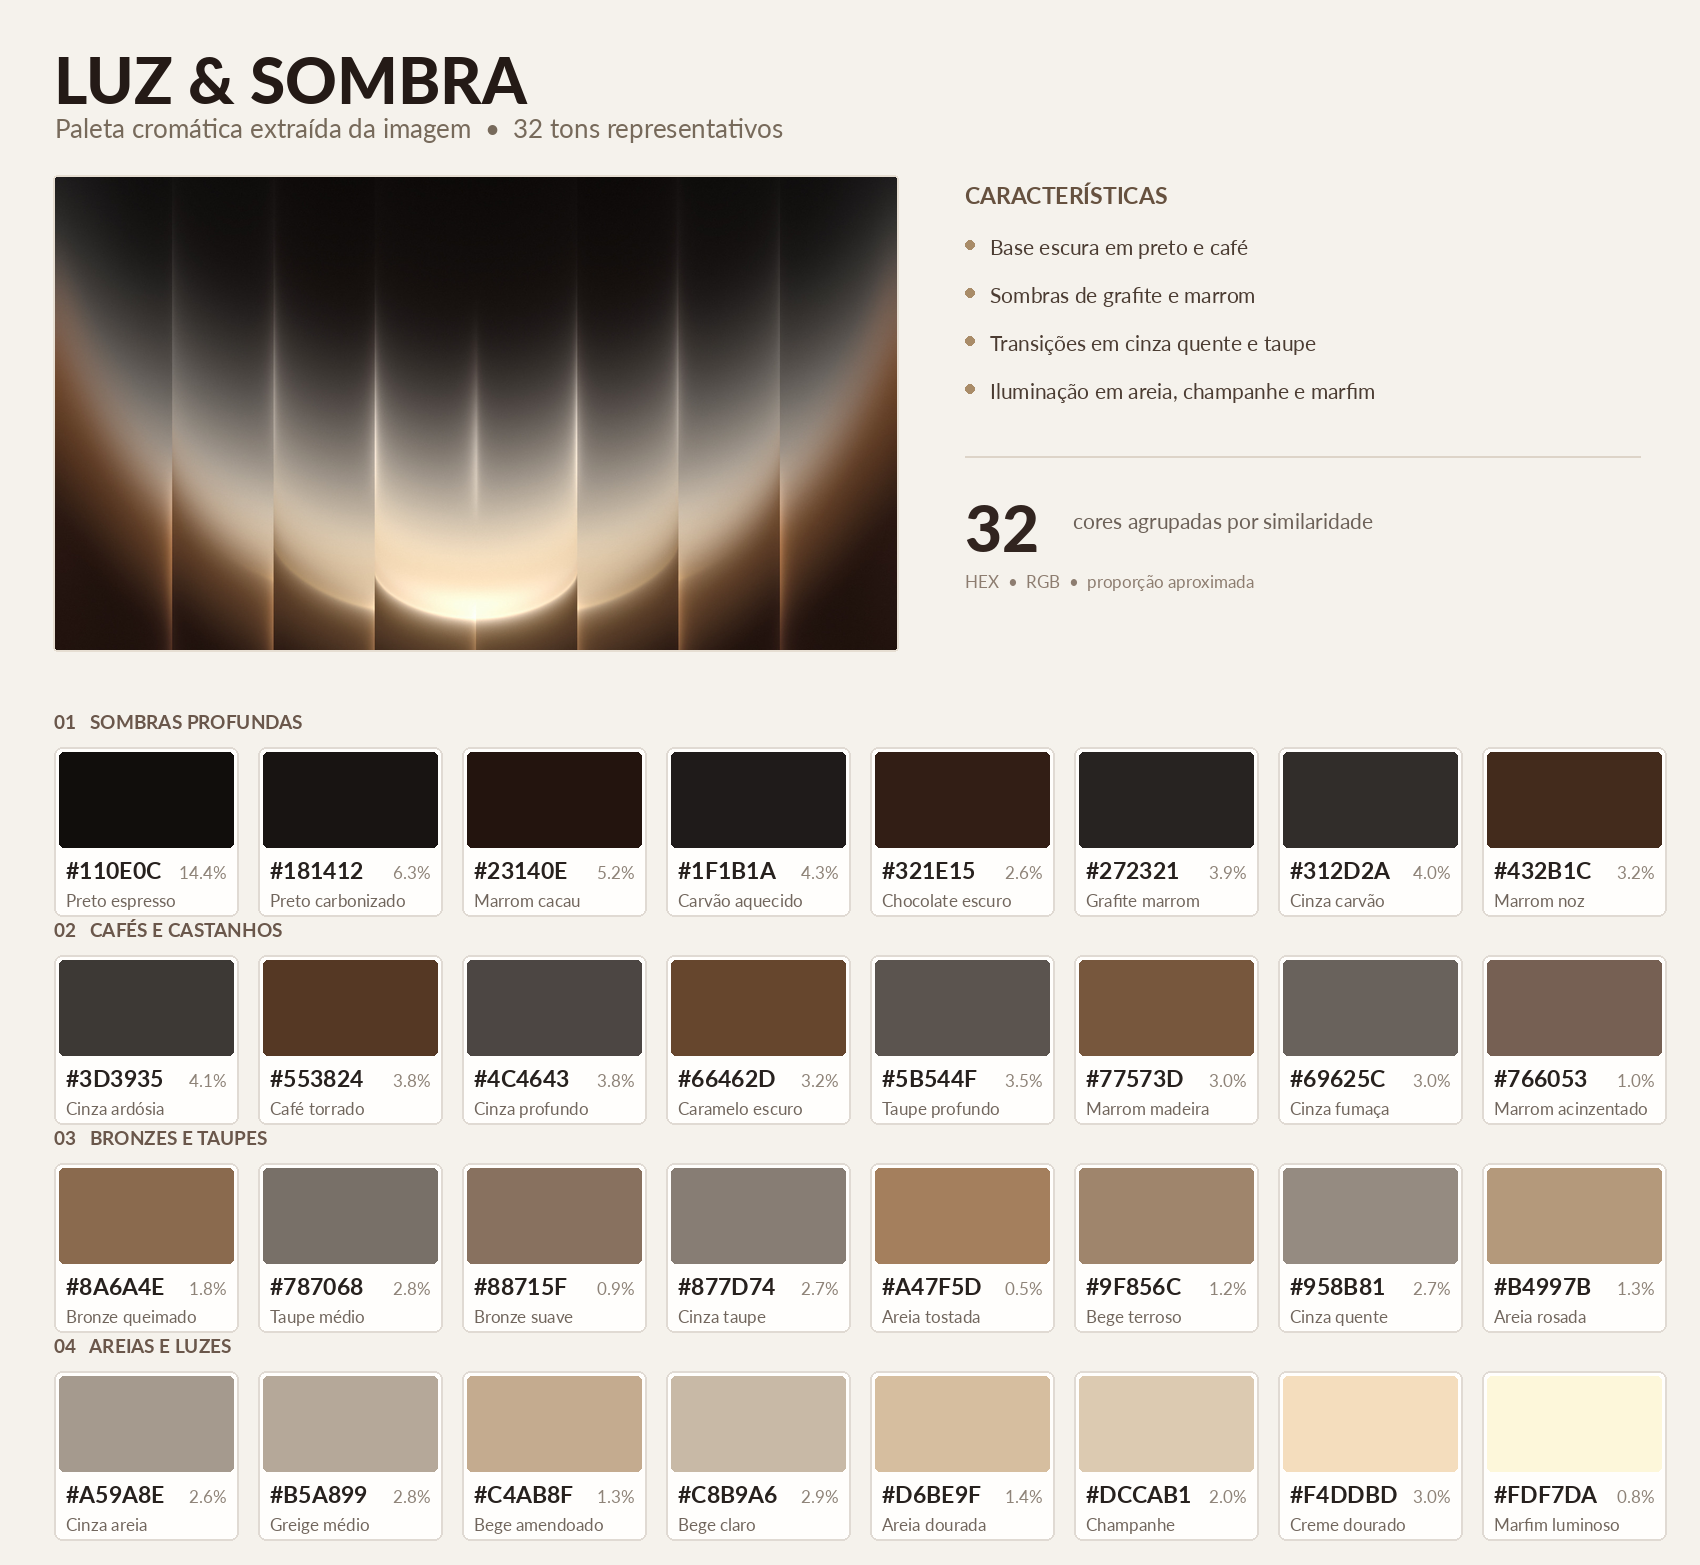 LUZ & SOMBRA
Paleta cromática extraída da imagem • 32 tons representativos
CARACTERÍSTICAS
Base escura em preto e café
Sombras de grafite e marrom
Transições em cinza quente e taupe
Iluminação em areia, champanhe e marfim
32 cores agrupadas por similaridade
HEX • RGB • proporção aproximada
01 SOMBRAS PROFUNDAS
#110E0C 14.4% #181412 6.3% #23140E 5.2% #1F1B1A 4.3% #321E15 2.6% #272321 3.9% #312D2A 4.0% #432B1C 3.2%
Preto espresso Preto carbonizado Marrom cacau Carvão aquecido Chocolate escuro Grafite marrom Cinza carvão Marrom noz
02 CAFÉS E CASTANHOS
#3D3935 4.1% #553824 3.8% #4C4643 3.8% #66462D 3.2% #5B544F 3.5% #77573D 3.0% #69625C 3.0% #766053 1.0%
Cinza ardósia Café torrado Cinza profundo Caramelo escuro Taupe profundo Marrom madeira Cinza fumaça Marrom acinzentado
03 BRONZES E TAUPES
#8A6A4E 1.8% #787068 2.8% #88715F 0.9% #877D74 2.7% #A47F5D 0.5% #9F856C 1.2% #958B81 2.7% #B4997B 1.3%
Bronze queimado Taupe médio Bronze suave Cinza taupe Areia tostada Bege terroso Cinza quente Areia rosada
04 AREIAS E LUZES
#A59A8E 2.6% #B5A899 2.8% #C4AB8F 1.3% #C8B9A6 2.9% #D6BE9F 1.4% #DCCAB1 2.0% #F4DDBD 3.0% #FDF7DA 0.8%
Cinza areia Greige médio Bege amendoado Bege claro Areia dourada Champanhe Creme dourado Marfim luminoso